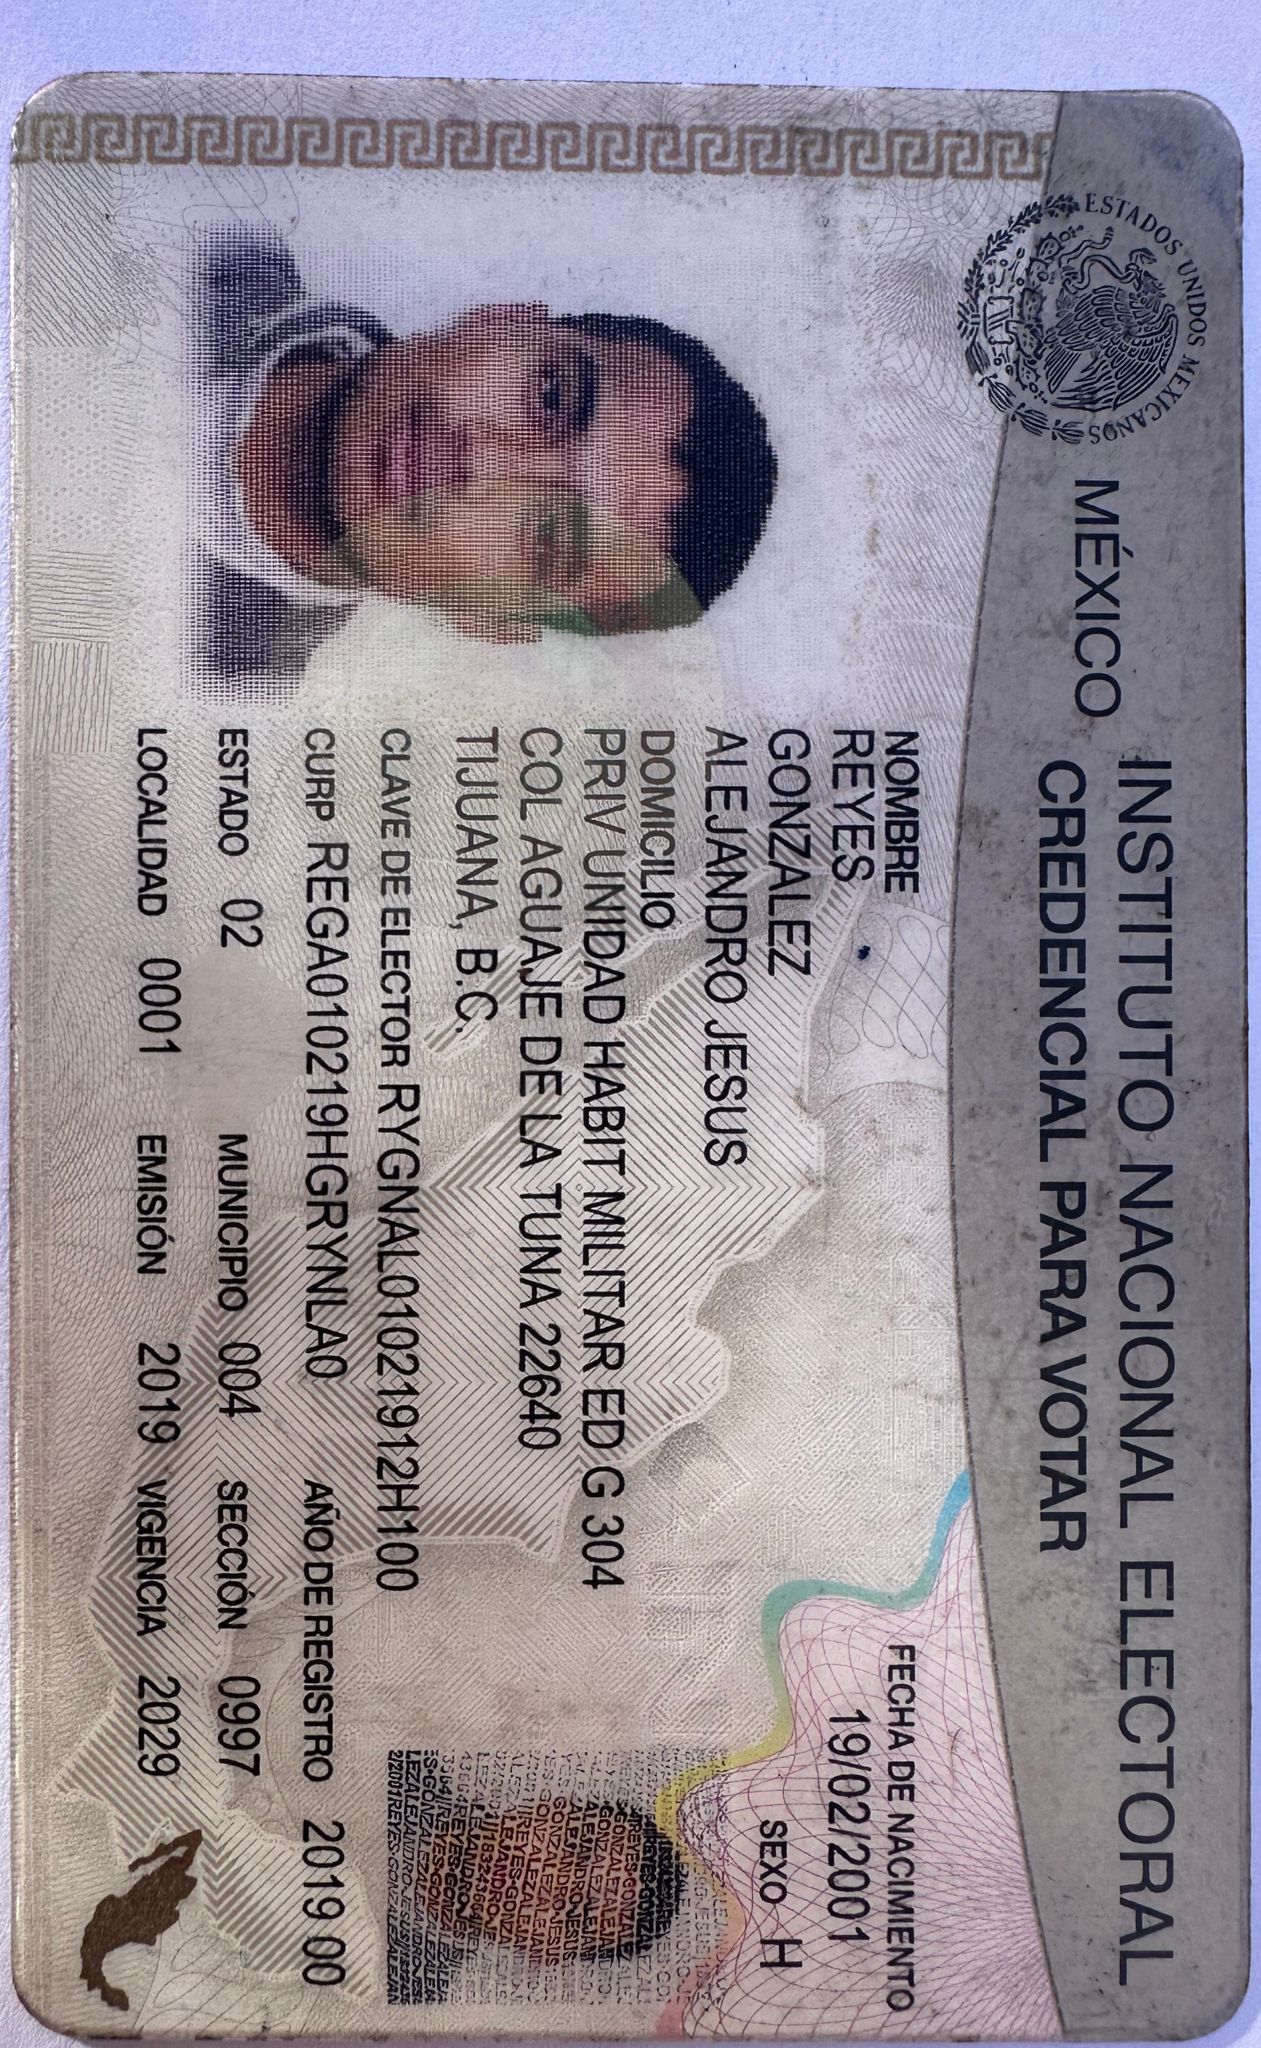 ESTADOS UNIDOS MEXICANOS
MÉXICO INSTITUTO NACIONAL ELECTORAL
CREDENCIAL PARA VOTAR
NOMBRE
REYES
GONZALEZ
ALEJANDRO JESUS
FECHA DE NACIMIENTO
19/02/2001
SEXO H
DOMICILIO
PRIV UNIDAD HABIT MILITAR ED G 304
COL AGUAJE DE LA TUNA 22640
TIJUANA, B.C.
CLAVE DE ELECTOR RYGNAL01021912H100
CURP REGA010219HGRYNLA0 AÑO DE REGISTRO 2019 00
ESTADO 02 MUNICIPIO 004 SECCIÓN 0997
LOCALIDAD 0001 EMISIÓN 2019 VIGENCIA 2029